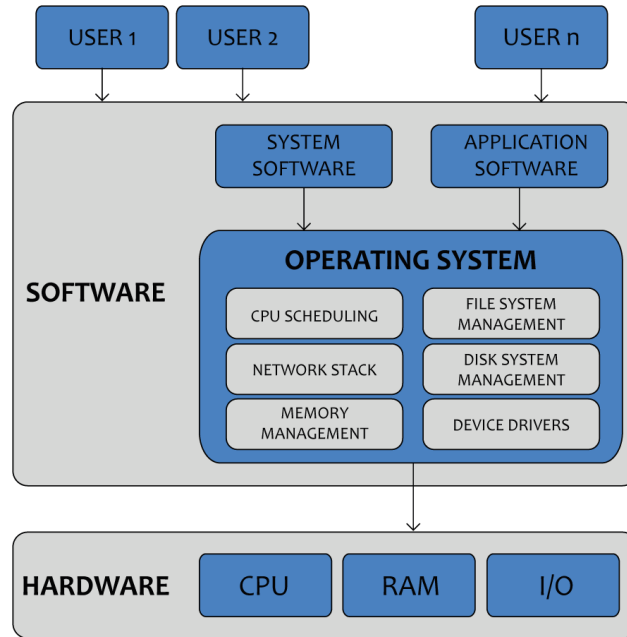 USER 1
USER 2
USER n
SYSTEM
SOFTWARE
APPLICATION
SOFTWARE
OPERATING SYSTEM
SOFTWARE
CPU SCHEDULING
FILE SYSTEM
MANAGEMENT
NETWORK STACK
DISK SYSTEM
MANAGEMENT
MEMORY
MANAGEMENT
DEVICE DRIVERS
HARDWARE
CPU
RAM
I/O